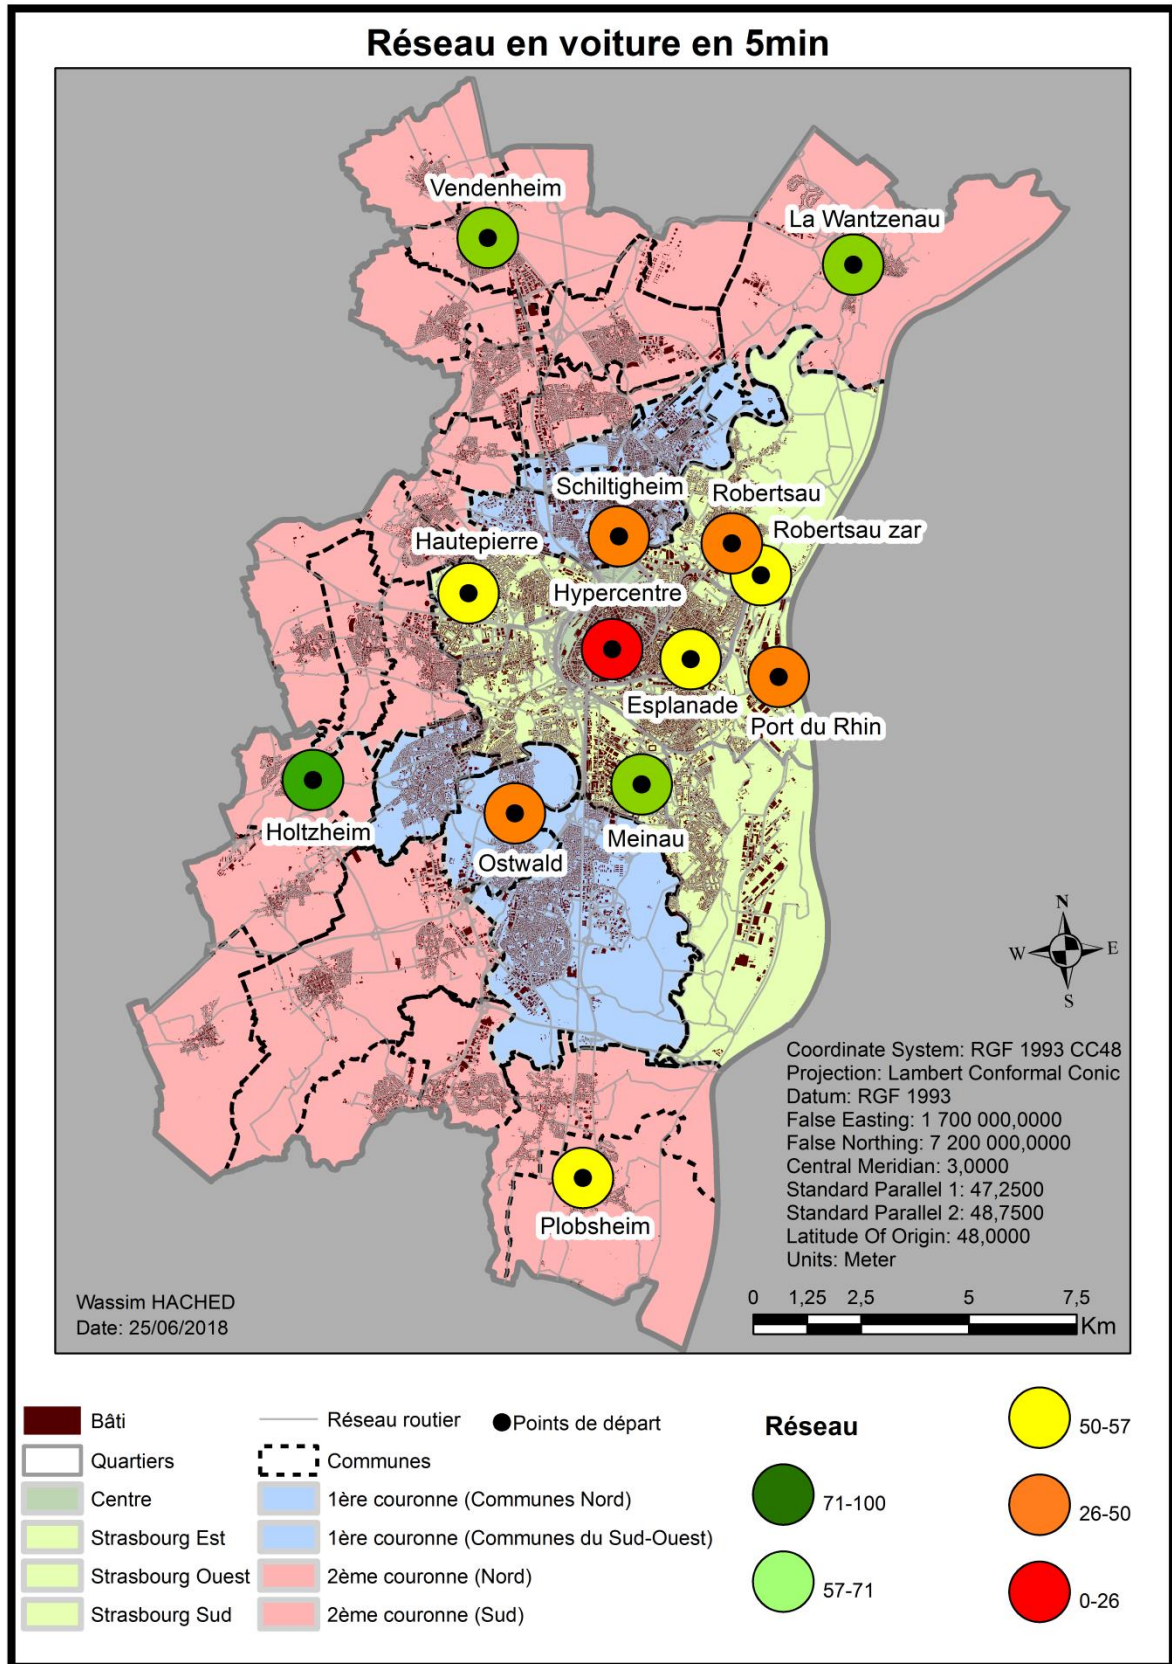 Réseau en voiture en 5min
Vendenheim
La Wantzenau
Schiltigheim
Robertsau
Robertsau zar
Hautepierre
Hypercentre
Esplanade
Port du Rhin
Holtzheim
Ostwald
Meinau
Plobsheim
N
W
E
S
Coordinate System: RGF 1993 CC48
Projection: Lambert Conformal Conic
Datum: RGF 1993
False Easting: 1 700 000,0000
False Northing: 7 200 000,0000
Central Meridian: 3,0000
Standard Parallel 1: 47,2500
Standard Parallel 2: 48,7500
Latitude Of Origin: 48,0000
Units: Meter
Wassim HACHED
Date: 25/06/2018
0 1,25 2,5 5 7,5
Km
Bâti
Quartiers
Centre
Strasbourg Est
Strasbourg Ouest
Strasbourg Sud
Réseau routier
Communes
1ère couronne (Communes Nord)
1ère couronne (Communes du Sud-Ouest)
2ème couronne (Nord)
2ème couronne (Sud)
Points de départ
Réseau
71-100
57-71
50-57
26-50
0-26